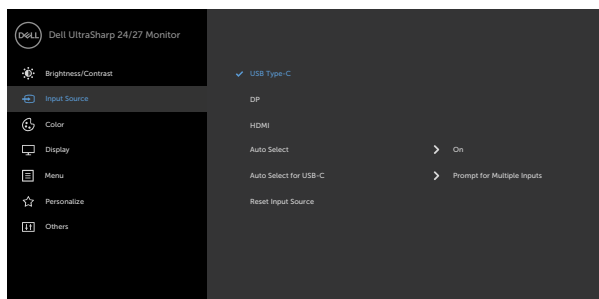 DELL Dell UltraSharp 24/27 Monitor
Brightness/Contrast
Input Source
Color
Display
Menu
Personalize
Others
USB Type-C
DP
HDMI
Auto Select On
Auto Select for USB-C Prompt for Multiple Inputs
Reset Input Source